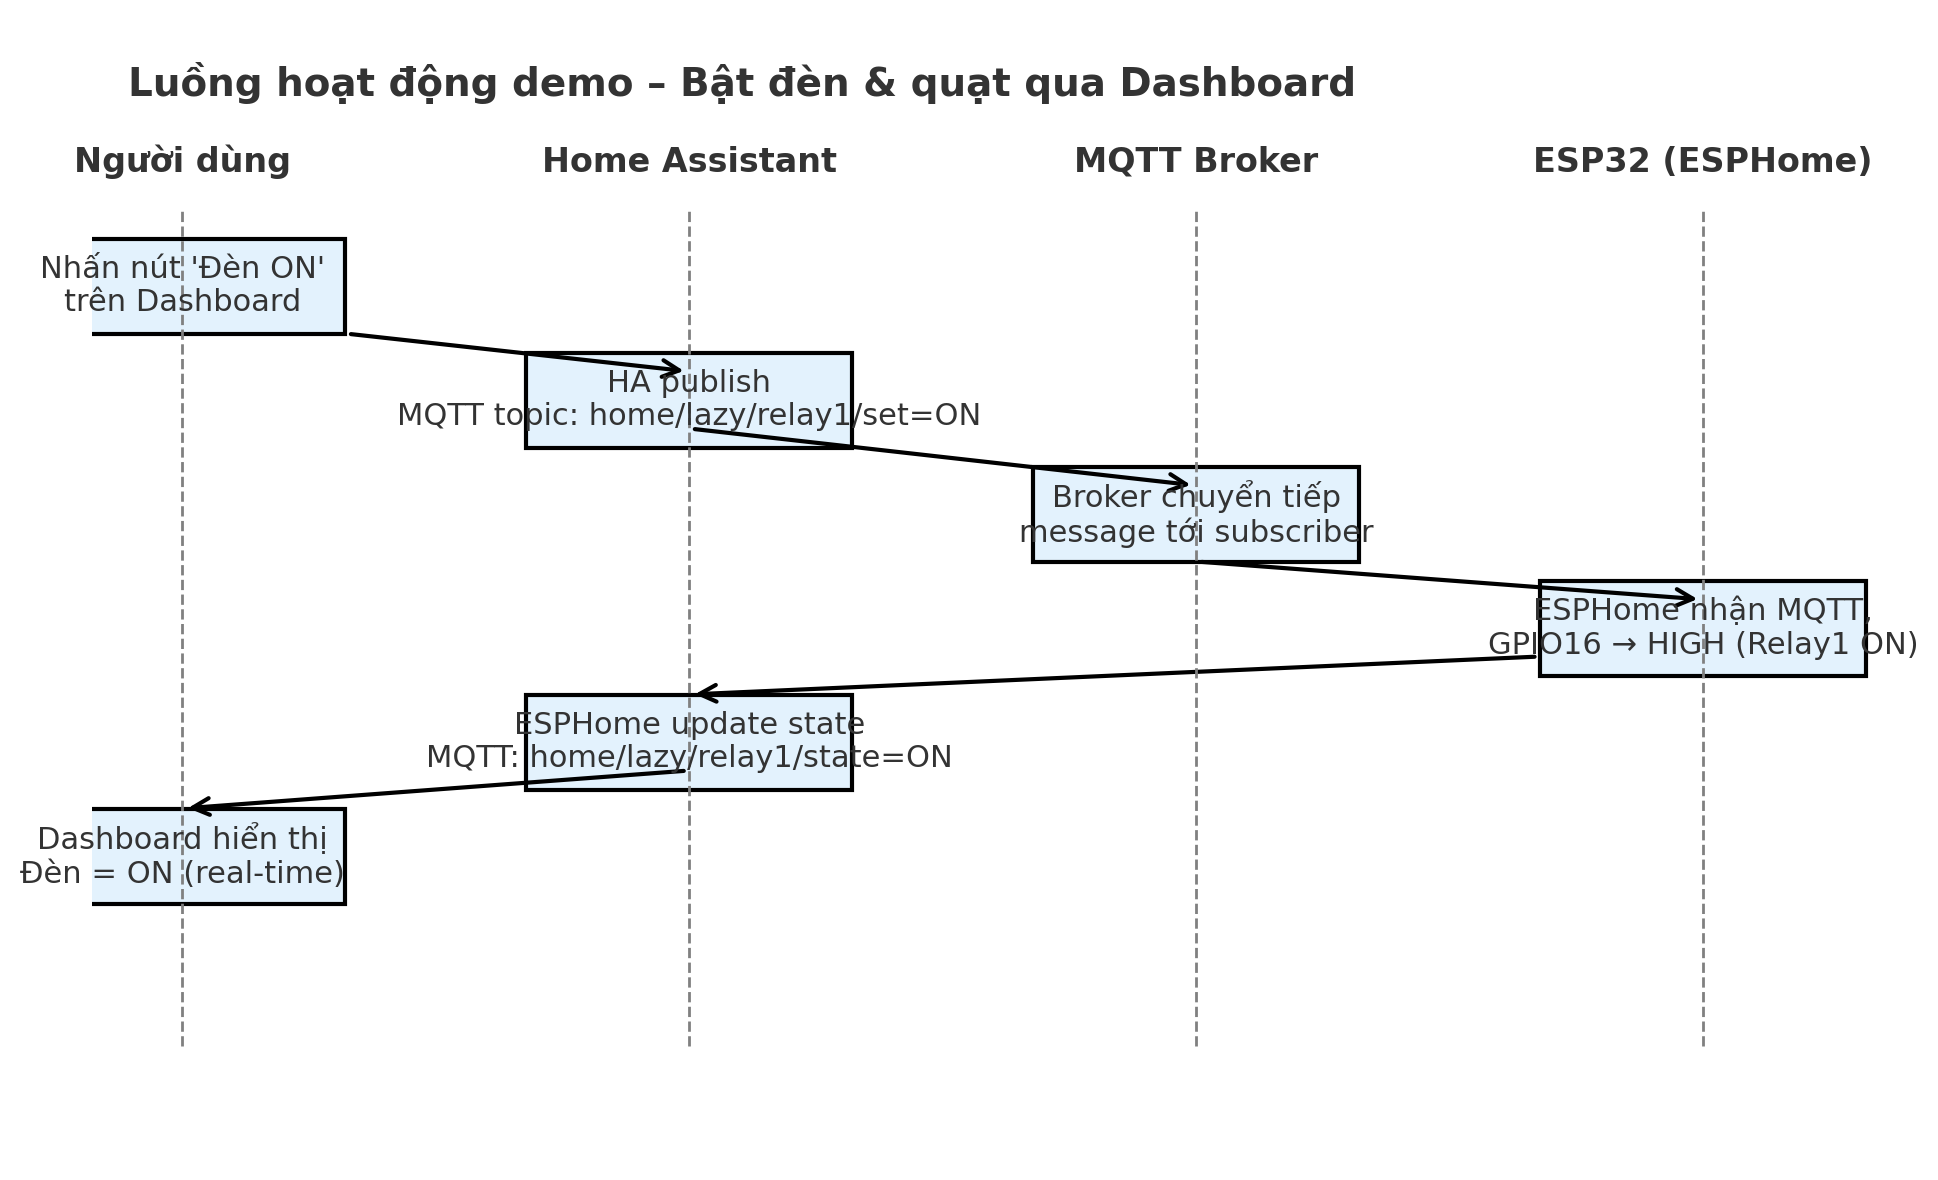 Luồng hoạt động demo – Bật đèn & quạt qua Dashboard
Người dùng
Home Assistant
MQTT Broker
ESP32 (ESPHome)
Nhấn nút 'Đèn ON'
trên Dashboard
HA publish
MQTT topic: home/lazy/relay1/set=ON
Broker chuyển tiếp
message tới subscriber
ESPHome nhận MQTT,
GPIO16 → HIGH (Relay1 ON)
ESPHome update state
MQTT: home/lazy/relay1/state=ON
Dashboard hiển thị
Đèn = ON (real-time)